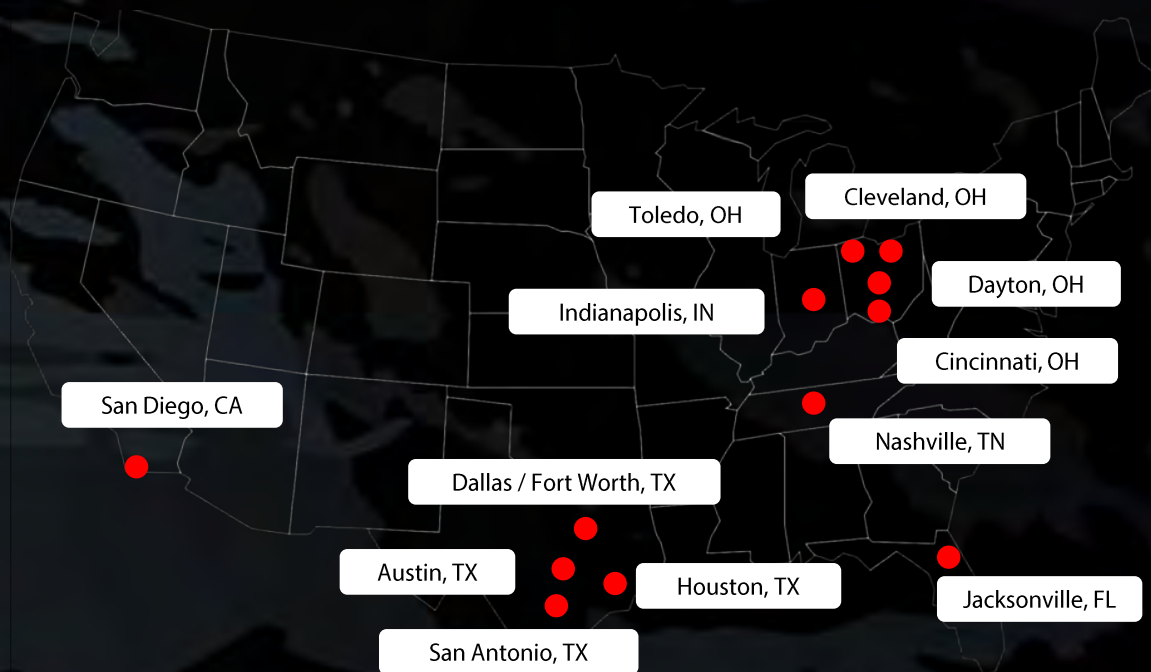 Cleveland, OH
Toledo, OH
Dayton, OH
Indianapolis, IN
Cincinnati, OH
San Diego, CA
Nashville, TN
Dallas / Fort Worth, TX
Austin, TX
Houston, TX
Jacksonville, FL
San Antonio, TX